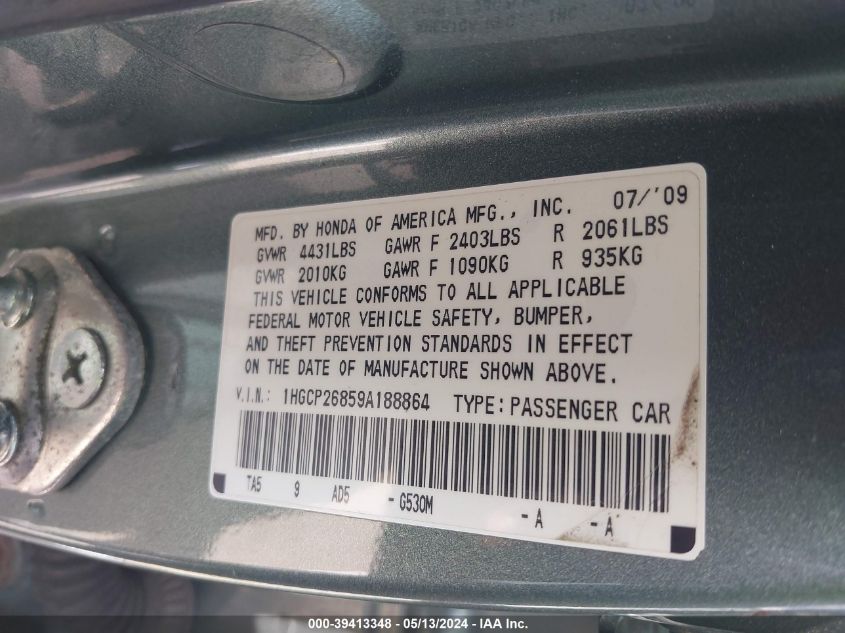 07/'09
MFD. BY HONDA OF AMERICA MFG., INC.
GVWR 4431LBS GAWR F 2403LBS R 2061LBS
GVWR 2010KG GAWR F 1090KG R 935KG
THIS VEHICLE CONFORMS TO ALL APPLICABLE
FEDERAL MOTOR VEHICLE SAFETY, BUMPER,
AND THEFT PREVENTION STANDARDS IN EFFECT
ON THE DATE OF MANUFACTURE SHOWN ABOVE.
V.I.N.: 1HGCP26859A188864 TYPE:PASSENGER CAR
TA5 9 AD5 - G530M - A - A
000-39413348 - 05/13/2024 - IAA Inc.